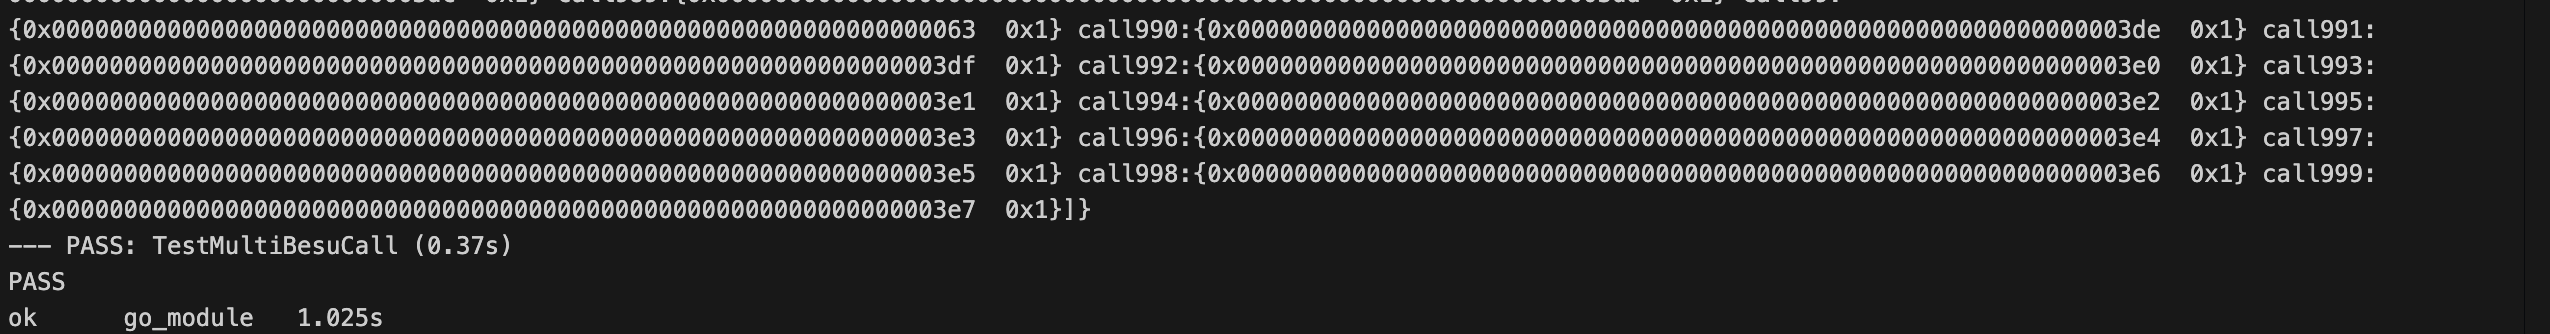 {0x0000000000000000000000000000000000000000000000000000000000000063  0x1} call990:{0x00000000000000000000000000000000000000000000000000000000000003de  0x1} call991:
{0x00000000000000000000000000000000000000000000000000000000000003df  0x1} call992:{0x00000000000000000000000000000000000000000000000000000000000003e0  0x1} call993:
{0x00000000000000000000000000000000000000000000000000000000000003e1  0x1} call994:{0x00000000000000000000000000000000000000000000000000000000000003e2  0x1} call995:
{0x00000000000000000000000000000000000000000000000000000000000003e3  0x1} call996:{0x00000000000000000000000000000000000000000000000000000000000003e4  0x1} call997:
{0x00000000000000000000000000000000000000000000000000000000000003e5  0x1} call998:{0x00000000000000000000000000000000000000000000000000000000000003e6  0x1} call999:
{0x00000000000000000000000000000000000000000000000000000000000003e7  0x1}]}
--- PASS: TestMultiBesuCall (0.37s)
PASS
ok      go_module   1.025s